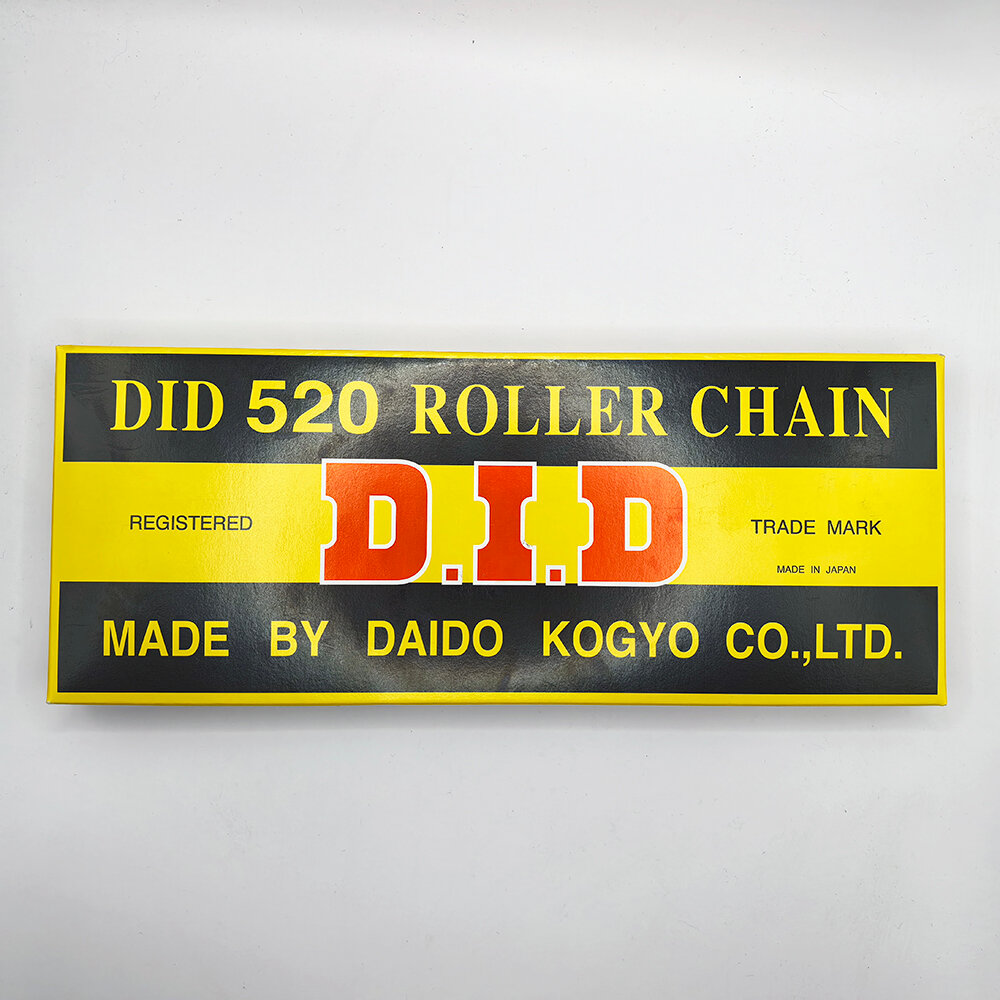 DID 520 ROLLER CHAIN
REGISTERED
D.I.D
TRADE MARK
MADE IN JAPAN
MADE BY DAIDO KOGYO CO.,LTD.